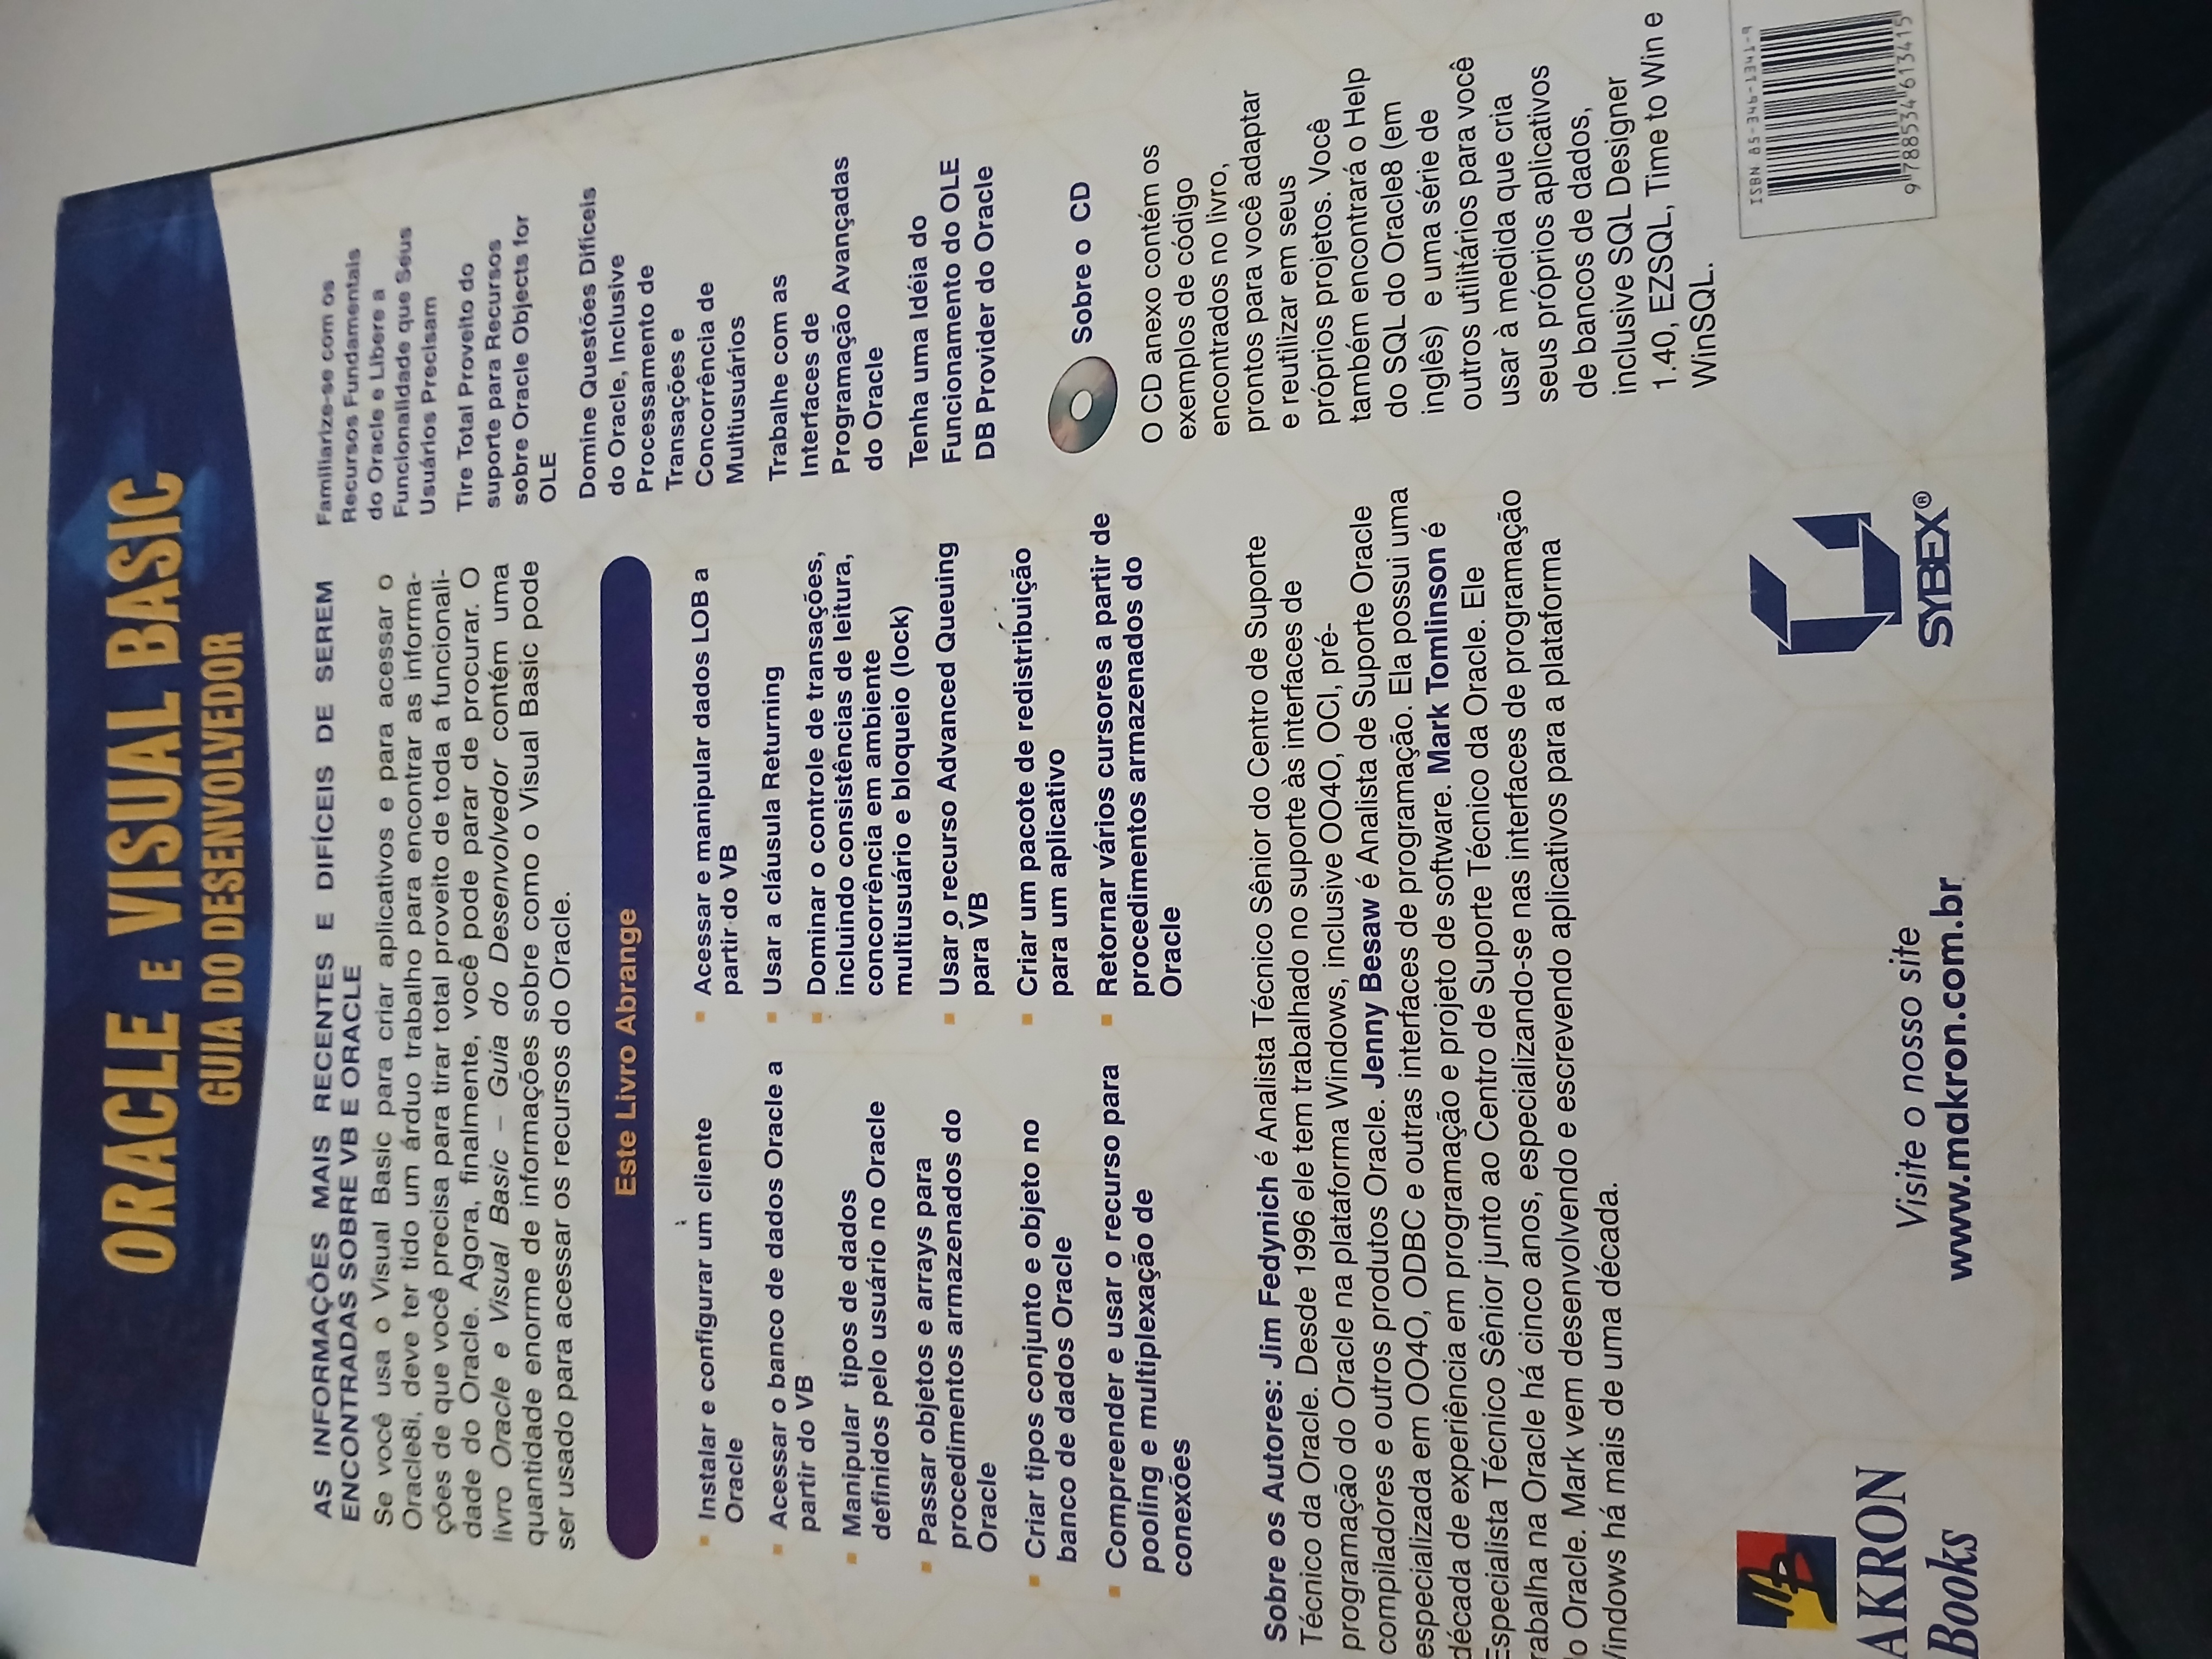 ORACLE E VISUAL BASIC
GUIA DO DESENVOLVEDOR
AS INFORMAÇÕES MAIS RECENTES E DIFÍCEIS DE SEREM
ENCONTRADAS SOBRE VB E ORACLE
Se você usa o Visual Basic para criar aplicativos e para acessar o
Oracle8i, deve ter tido um árduo trabalho para encontrar as informa-
ções de que você precisa para tirar total proveito de toda a funcionali-
dade do Oracle. Agora, finalmente, você pode parar de procurar. O
livro Oracle e Visual Basic – Guia do Desenvolvedor contém uma
quantidade enorme de informações sobre como o Visual Basic pode
ser usado para acessar os recursos do Oracle.
Este Livro Abrange
Instalar e configurar um cliente
Oracle
Acessar o banco de dados Oracle a
partir do VB
Manipular tipos de dados
definidos pelo usuário no Oracle
Passar objetos e arrays para
procedimentos armazenados do
Oracle
Criar tipos conjunto e objeto no
banco de dados Oracle
Compreender e usar o recurso para
pooling e multiplexação de
conexões
Acessar e manipular dados LOB a
partir do VB
Usar a cláusula Returning
Dominar o controle de transações,
incluindo consistências de leitura,
concorrência em ambiente
multiusuário e bloqueio (lock)
Usar o recurso Advanced Queuing
para VB
Criar um pacote de redistribuição
para um aplicativo
Retornar vários cursores a partir de
procedimentos armazenados do
Oracle
Familiarize-se com os
Recursos Fundamentais
do Oracle e Libere a
Funcionalidade que Seus
Usuários Precisam
Tire Total Proveito do
suporte para Recursos
sobre Oracle Objects for
OLE
Domine Questões Difíceis
do Oracle, Inclusive
Processamento de
Transações e
Concorrência de
Multiusuários
Trabalhe com as
Interfaces de
Programação Avançadas
do Oracle
Tenha uma Idéia do
Funcionamento do OLE
DB Provider do Oracle
Sobre o CD
O CD anexo contém os
exemplos de código
encontrados no livro,
prontos para você adaptar
e reutilizar em seus
próprios projetos. Você
também encontrará o Help
do SQL do Oracle8 (em
inglês) e uma série de
outros utilitários para você
usar à medida que cria
seus próprios aplicativos
de bancos de dados,
inclusive SQL Designer
1.40, EZSQL, Time to Win e
WinSQL.
Sobre os Autores: Jim Fedynich é Analista Técnico Sênior do Centro de Suporte
Técnico da Oracle. Desde 1996 ele tem trabalhado no suporte às interfaces de
programação do Oracle na plataforma Windows, inclusive OO4O, OCI, pré-
compiladores e outros produtos Oracle. Jenny Besaw é Analista de Suporte Oracle
especializada em OO4O, ODBC e outras interfaces de programação. Ela possui uma
década de experiência em programação e projeto de software. Mark Tomlinson é
Especialista Técnico Sênior junto ao Centro de Suporte Técnico da Oracle. Ele
rabalha na Oracle há cinco anos, especializando-se nas interfaces de programação
o Oracle. Mark vem desenvolvendo e escrevendo aplicativos para a plataforma
indows há mais de uma década.
AKRON
Books
Visite o nosso site
www.makron.com.br
SYBEX®
ISBN 85-346-1341-9
9 788534 613415